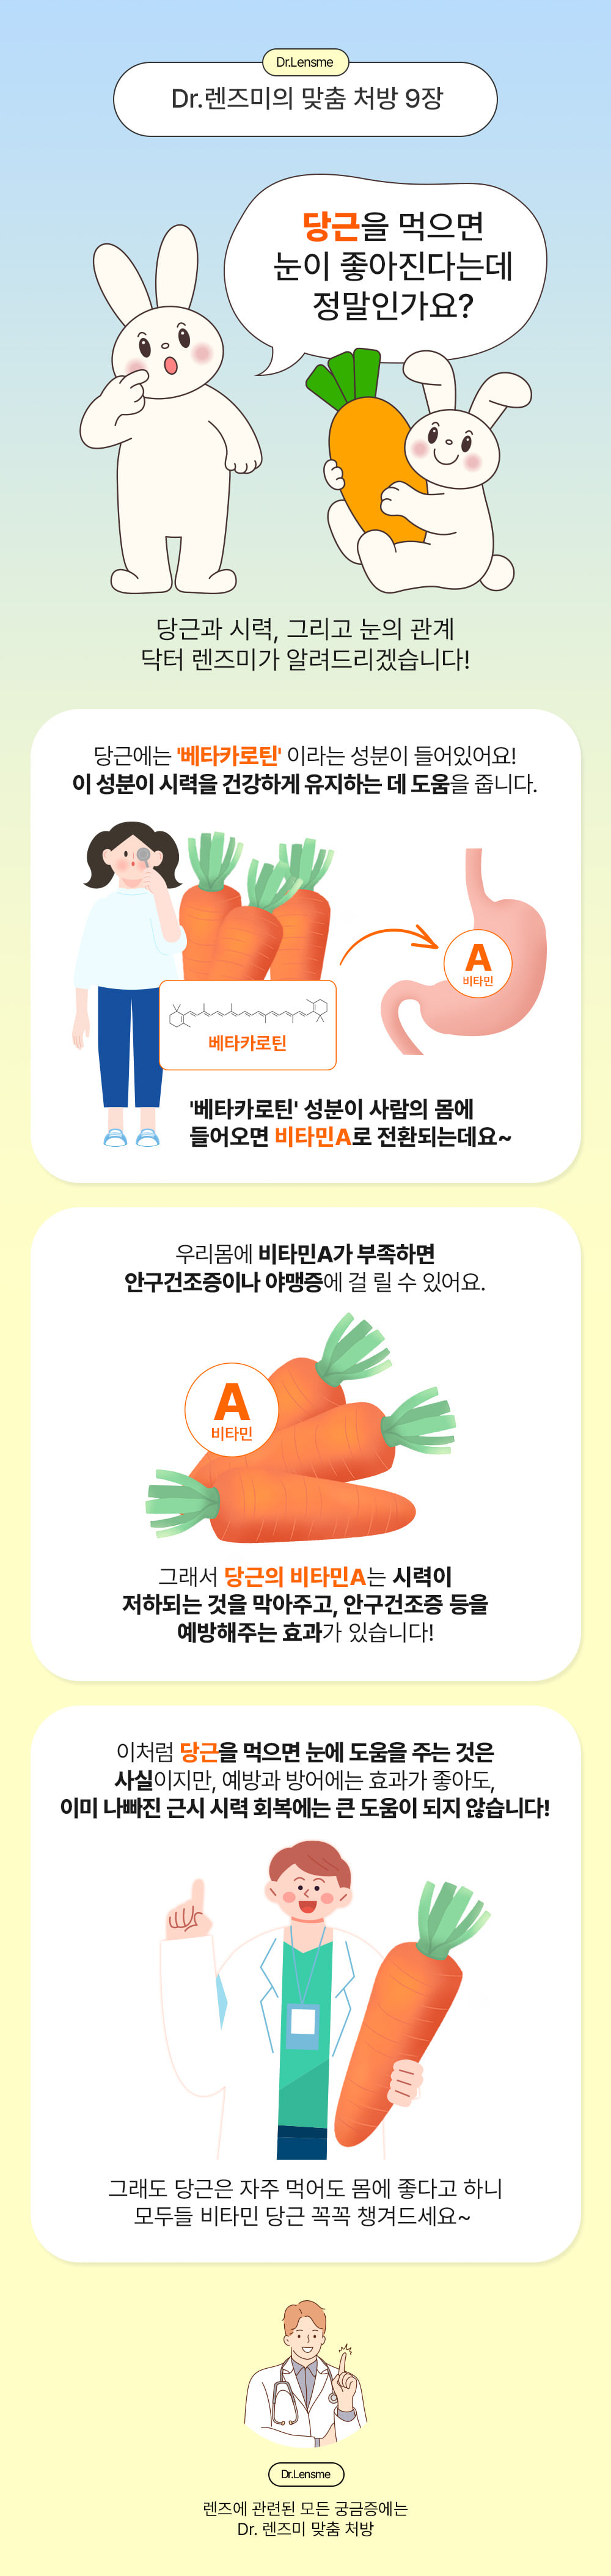 Dr.Lensme
Dr.렌즈미의 맞춤 처방 9장
당근을 먹으면
눈이 좋아진다는데
정말인가요?
당근과 시력, 그리고 눈의 관계
닥터 렌즈미가 알려드리겠습니다!
당근에는 '베타카로틴' 이라는 성분이 들어있어요!
이 성분이 시력을 건강하게 유지하는 데 도움을 줍니다.
A
비타민
베타카로틴
'베타카로틴' 성분이 사람의 몸에
들어오면 비타민A로 전환되는데요~
우리몸에 비타민A가 부족하면
안구건조증이나 야맹증에 걸 릴 수 있어요.
A
비타민
그래서 당근의 비타민A는 시력이
저하되는 것을 막아주고, 안구건조증 등을
예방해주는 효과가 있습니다!
이처럼 당근을 먹으면 눈에 도움을 주는 것은
사실이지만, 예방과 방어에는 효과가 좋아도,
이미 나빠진 근시 시력 회복에는 큰 도움이 되지 않습니다!
그래도 당근은 자주 먹어도 몸에 좋다고 하니
모두들 비타민 당근 꼭꼭 챙겨드세요~
Dr.Lensme
렌즈에 관련된 모든 궁금증에는
Dr. 렌즈미 맞춤 처방